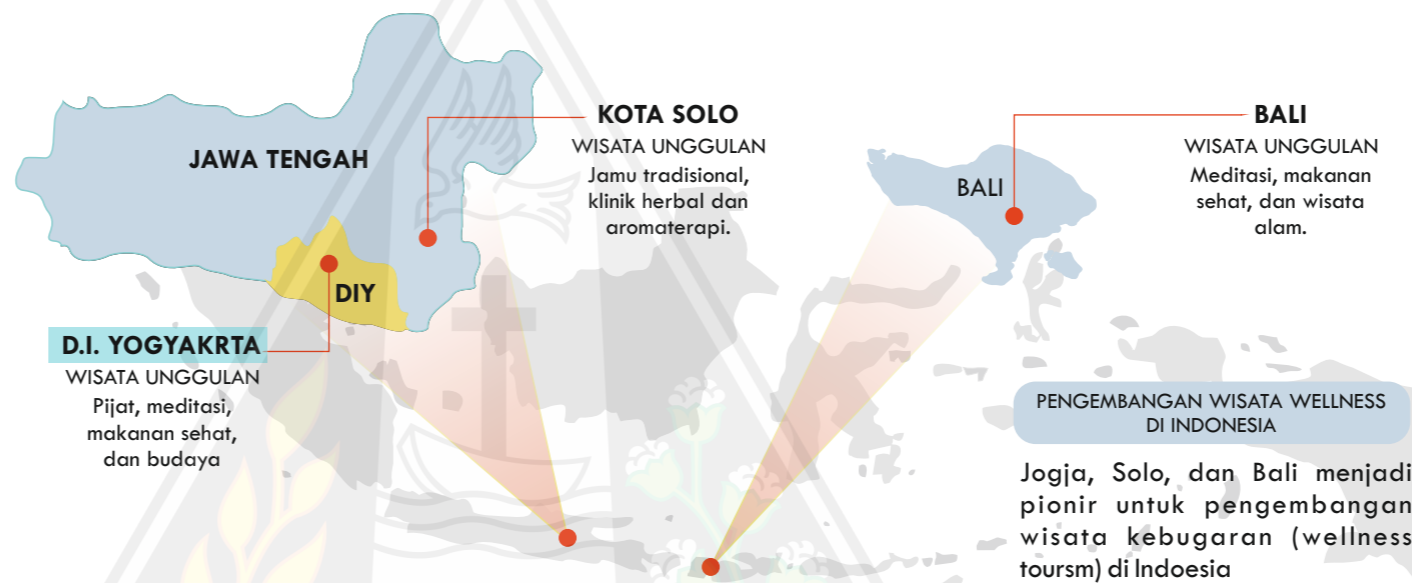 JAWA TENGAH
DIY
D.I. YOGYAKRTA
WISATA UNGGULAN
Pijat, meditasi,
makanan sehat,
dan budaya
KOTA SOLO
WISATA UNGGULAN
Jamu tradisional,
klinik herbal dan
aromaterapi.
BALI
BALI
WISATA UNGGULAN
Meditasi, makanan
sehat, dan wisata
alam.
PENGEMBANGAN WISATA WELLNESS
DI INDONESIA
Jogja, Solo, dan Bali menjadi
pionir untuk pengembangan
wisata kebugaran (wellness
toursm) di Indoesia